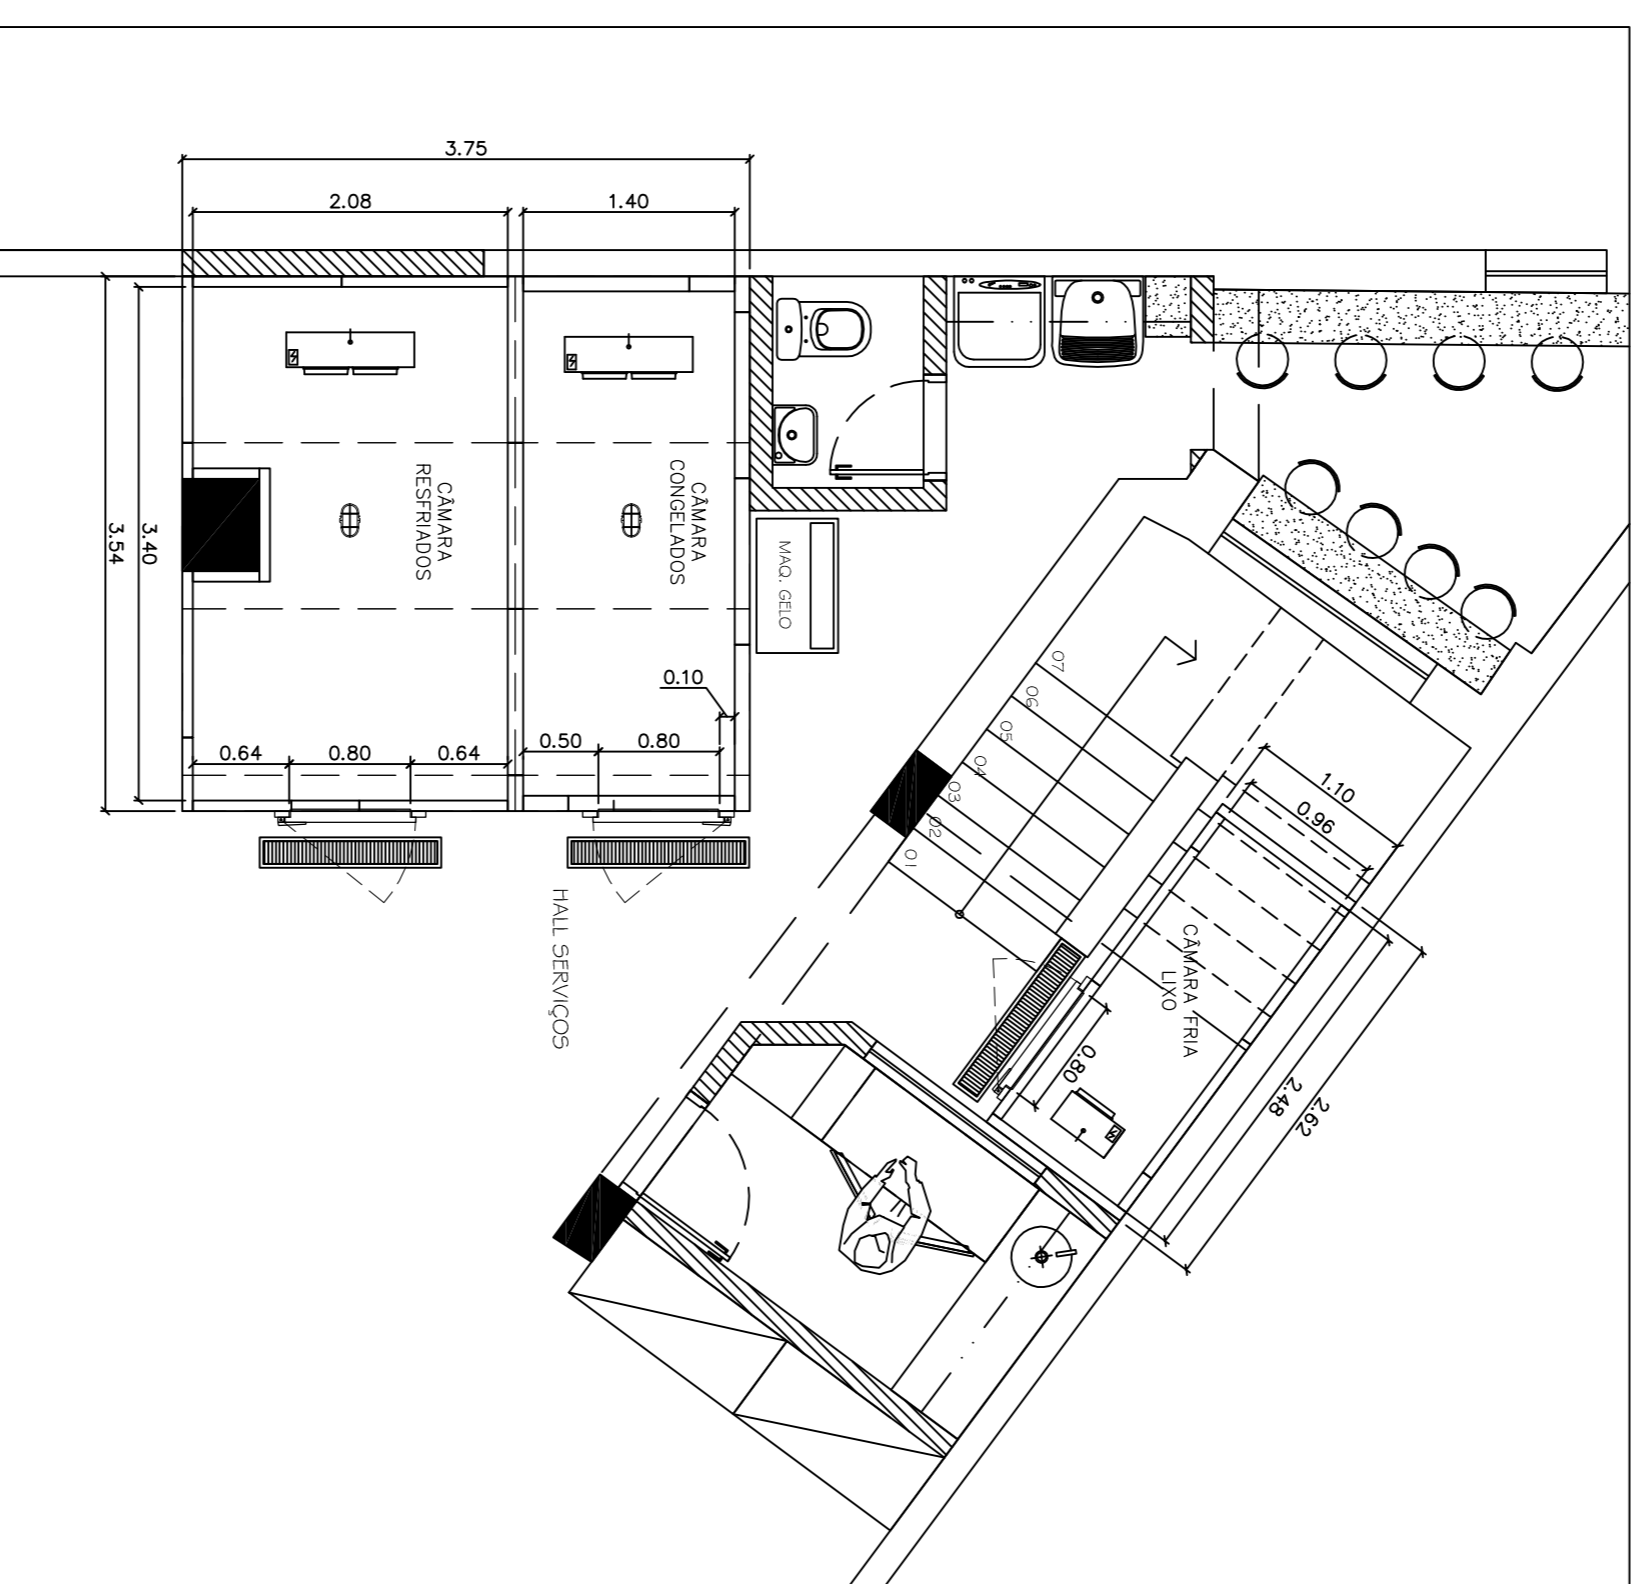 3.75
2.08
1.40
3.54
3.40
CÂMARA
RESFRIADOS
CÂMARA
CONGELADOS
MAQ. GELO
0.10
0.64
0.80
0.64
0.50
0.80
HALL SERVIÇOS
07
06
05
04
03
02
01
1.10
0.96
CÂMARA FRIA
LIXO
0.80
2.48
2.62